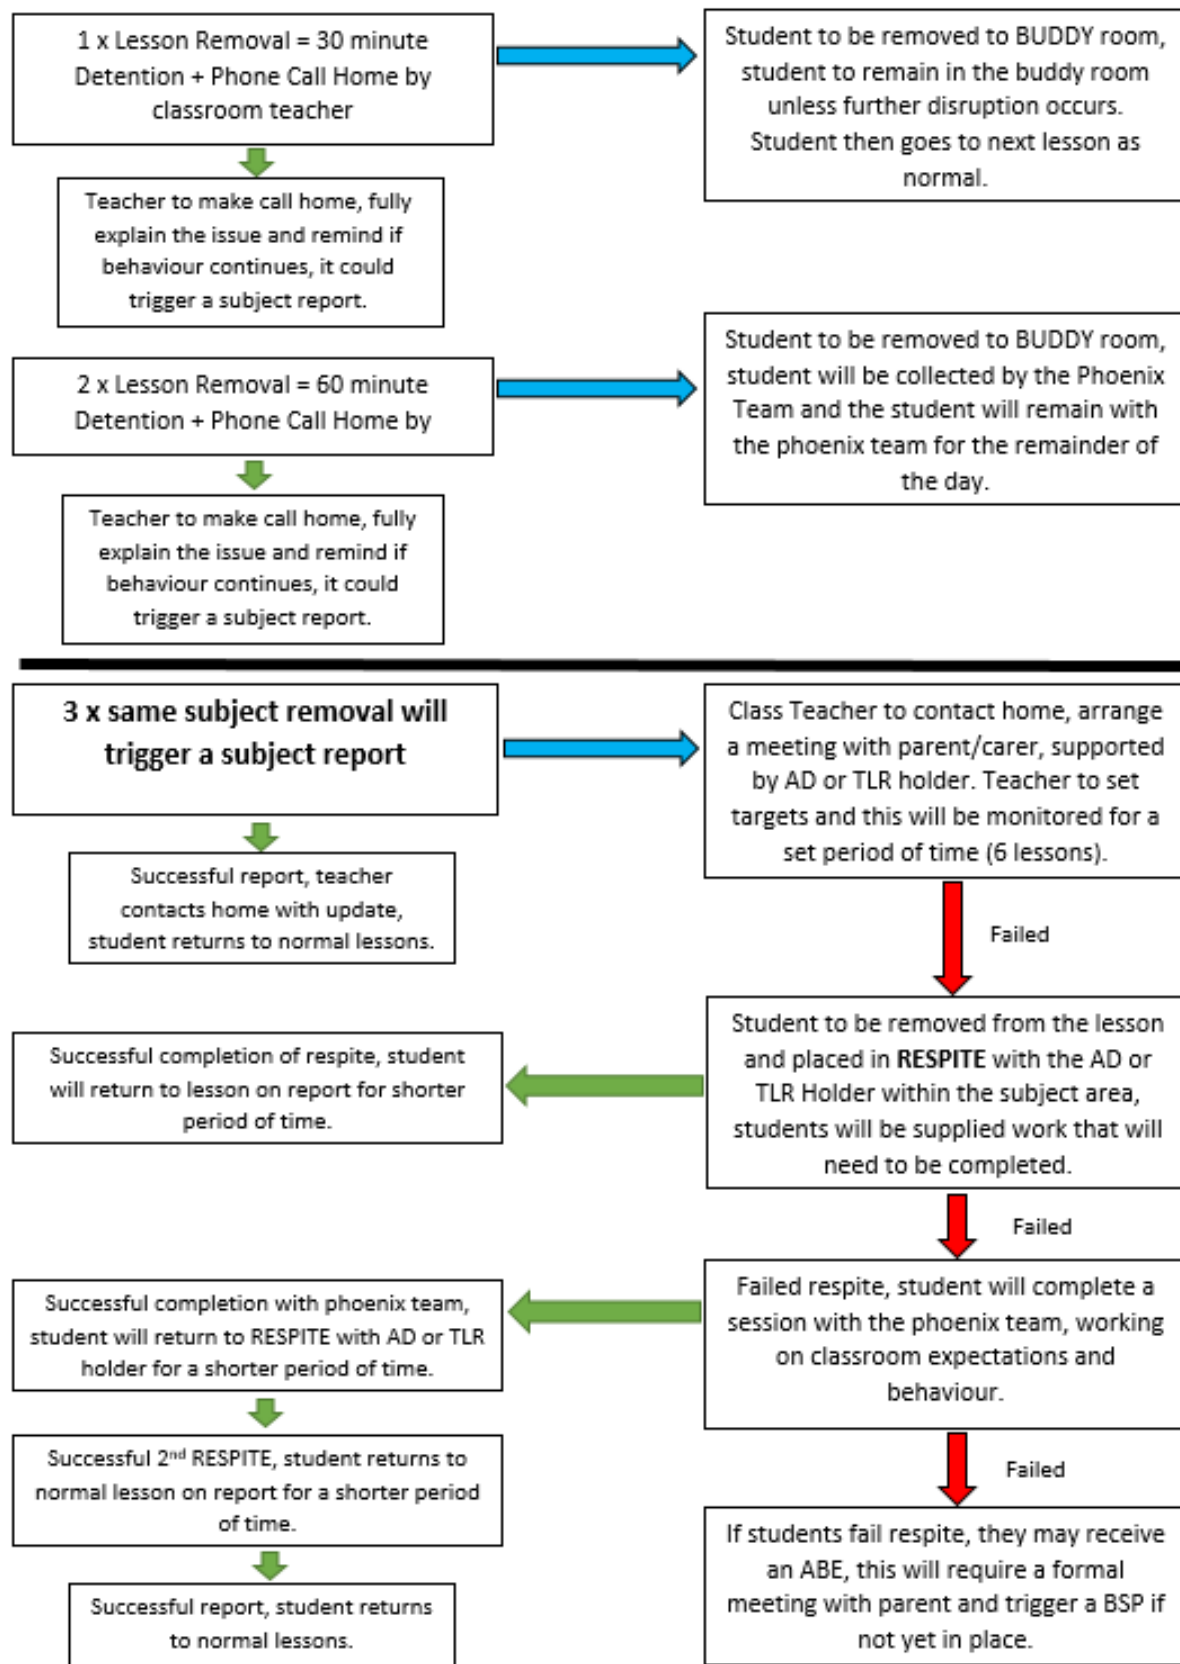 1 x Lesson Removal = 30 minute
Detention + Phone Call Home by
classroom teacher
Student to be removed to BUDDY room,
student to remain in the buddy room
unless further disruption occurs.
Student then goes to next lesson as
normal.
Teacher to make call home, fully
explain the issue and remind if
behaviour continues, it could
trigger a subject report.
2 x Lesson Removal = 60 minute
Detention + Phone Call Home by
Student to be removed to BUDDY room,
student will be collected by the Phoenix
Team and the student will remain with
the phoenix team for the remainder of
the day.
Teacher to make call home, fully
explain the issue and remind if
behaviour continues, it could
trigger a subject report.
3 x same subject removal will
trigger a subject report
Class Teacher to contact home, arrange
a meeting with parent/carer, supported
by AD or TLR holder. Teacher to set
targets and this will be monitored for a
set period of time (6 lessons).
Successful report, teacher
contacts home with update,
student returns to normal lessons.
Failed
Student to be removed from the lesson
and placed in RESPITE with the AD or
TLR Holder within the subject area,
students will be supplied work that will
need to be completed.
Successful completion of respite, student
will return to lesson on report for shorter
period of time.
Failed
Failed respite, student will complete a
session with the phoenix team, working
on classroom expectations and
behaviour.
Successful completion with phoenix team,
student will return to RESPITE with AD or TLR
holder for a shorter period of time.
Successful 2nd RESPITE, student returns to
normal lesson on report for a shorter period
of time.
Failed
If students fail respite, they may receive
an ABE, this will require a formal
meeting with parent and trigger a BSP if
not yet in place.
Successful report, student returns
to normal lessons.